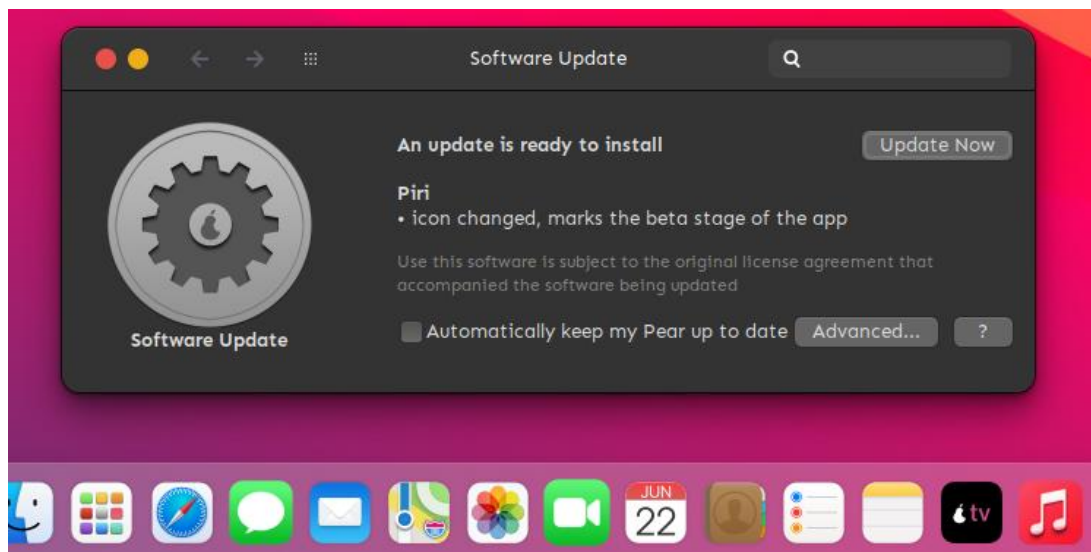 Software Update
An update is ready to install
Update Now
Piri
• icon changed, marks the beta stage of the app
Use this software is subject to the original license agreement that
accompanied the software being updated
Software Update
Automatically keep my Pear up to date
Advanced...
?
JUN
22
tv